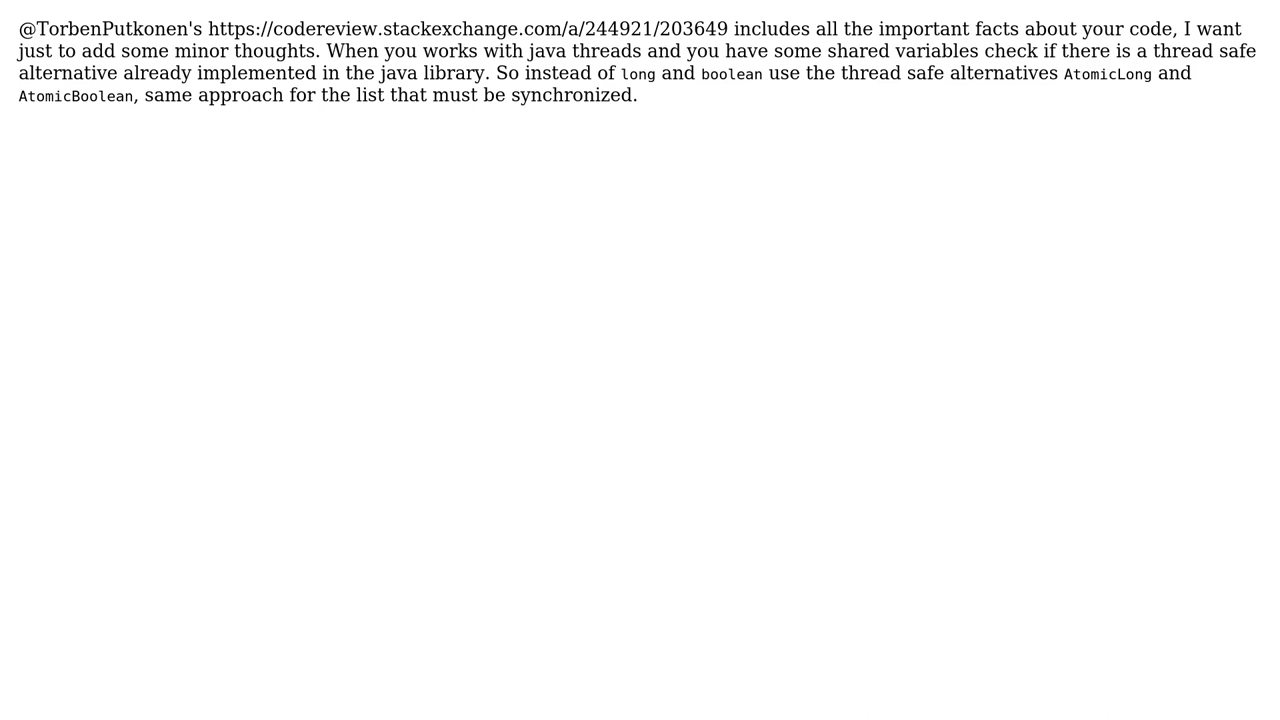 @TorbenPutkonen's https://codereview.stackexchange.com/a/244921/203649 includes all the important facts about your code, I want
just to add some minor thoughts. When you works with java threads and you have some shared variables check if there is a thread safe
alternative already implemented in the java library. So instead of long and boolean use the thread safe alternatives AtomicLong and
AtomicBoolean, same approach for the list that must be synchronized.